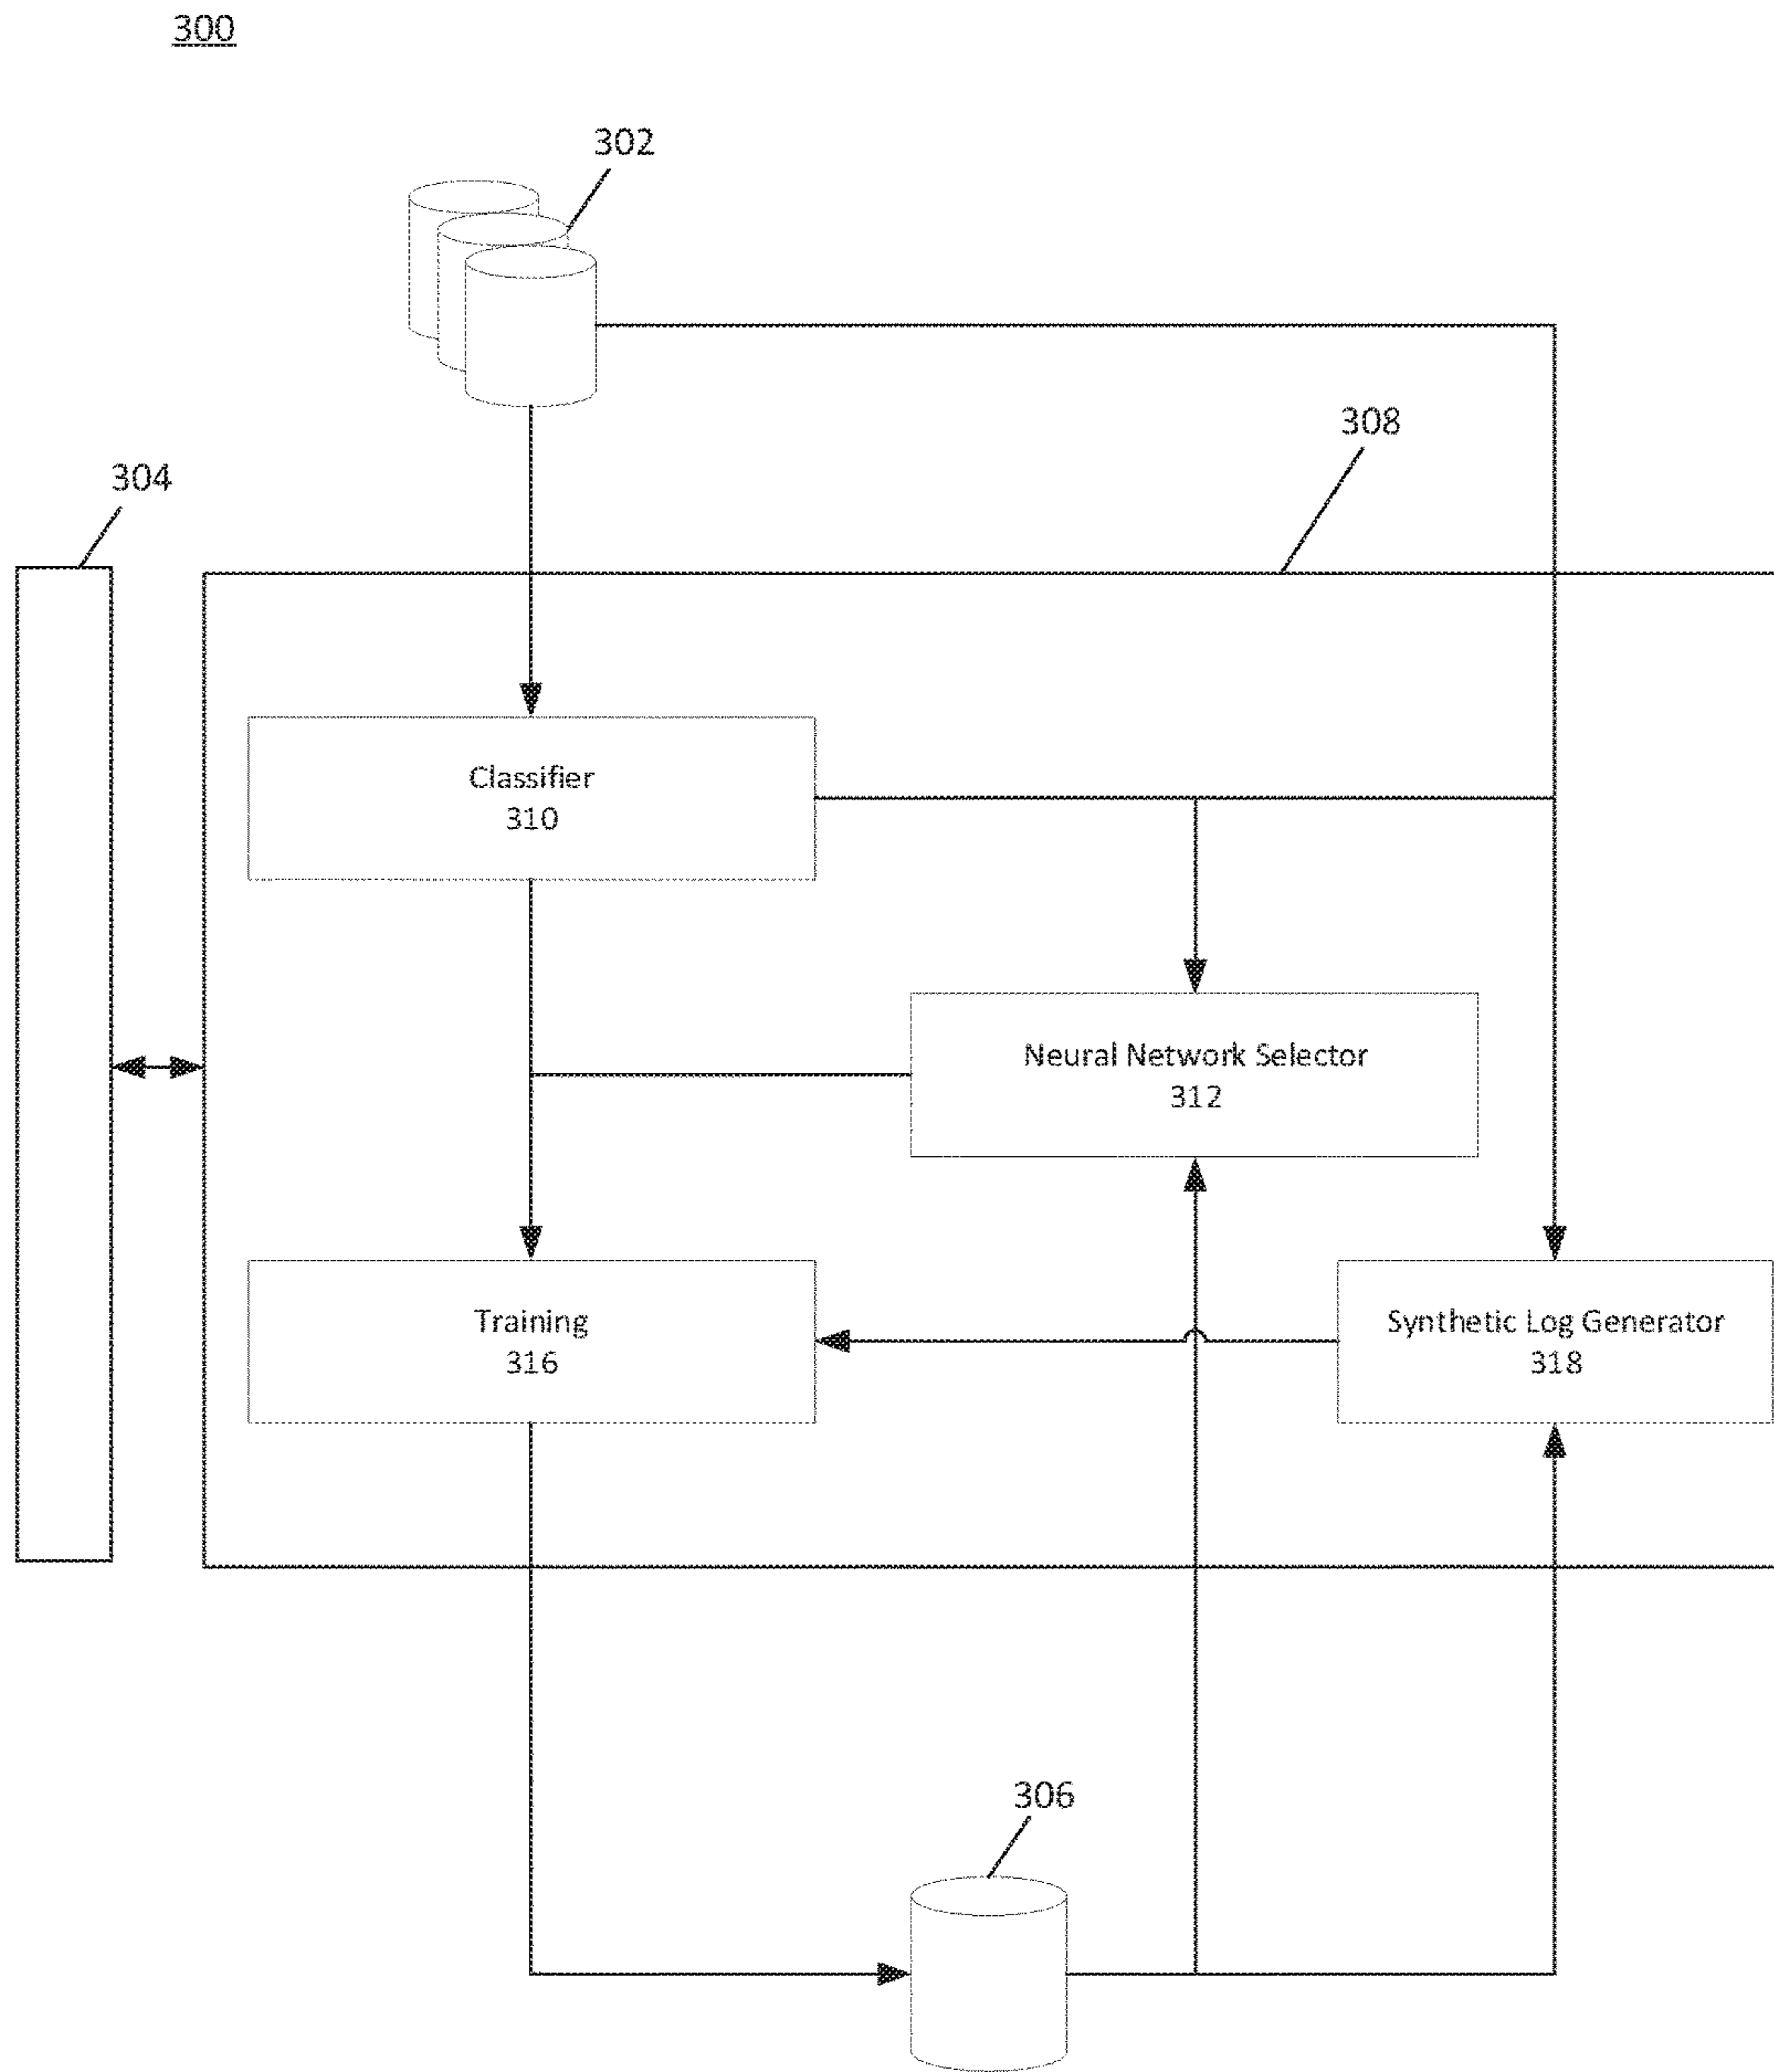 300
302
308
304
Classifier
310
Neural Network Selector
312
Training
316
Synthetic Log Generator
318
306